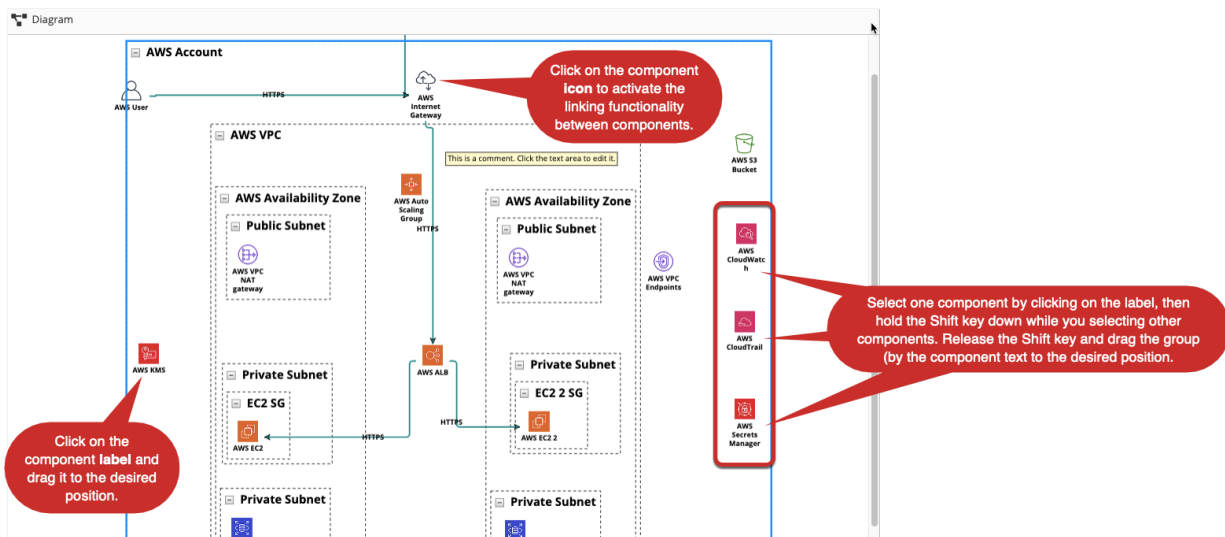 Diagram
AWS Account
AWS User
HTTPS
AWS
Internet
Gateway
Click on the component
icon to activate the
linking functionality
between components.
AWS VPC
This is a comment. Click the text area to edit it.
AWS S3
Bucket
AWS Auto
Scaling
Group
HTTPS
AWS Availability Zone
Public Subnet
AWS VPC
NAT
gateway
AWS Availability Zone
Public Subnet
AWS VPC
NAT
gateway
AWS VPC
Endpoints
AWS
CloudWatc
h
AWS
CloudTrail
AWS
Secrets
Manager
Select one component by clicking on the label, then
hold the Shift key down while you selecting other
components. Release the Shift key and drag the group
(by the component text to the desired position.
AWS KMS
Click on the
component label and
drag it to the desired
position.
AWS ALB
Private Subnet
EC2 SG
AWS EC2
HTTPS
HTTPS
Private Subnet
EC2 2 SG
AWS EC2 2
Private Subnet
Private Subnet